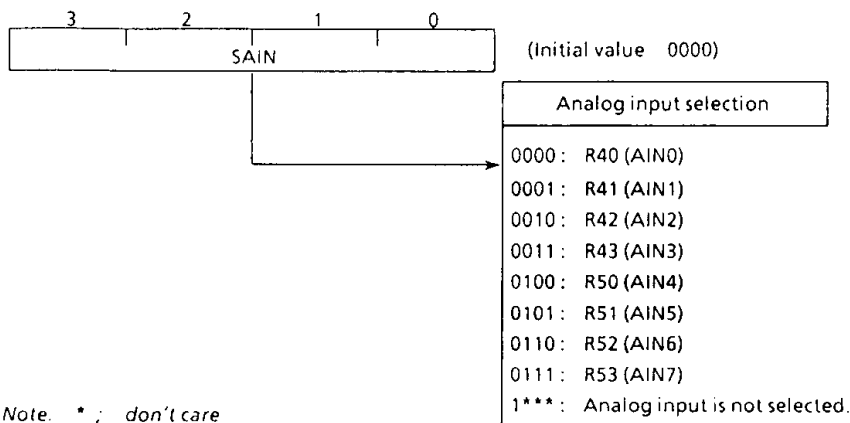 3 2 1 0
SAIN
(Initial value 0000)
Analog input selection
0000 : R40 (AIN0)
0001 : R41 (AIN1)
0010 : R42 (AIN2)
0011 : R43 (AIN3)
0100 : R50 (AIN4)
0101 : R51 (AIN5)
0110 : R52 (AIN6)
0111 : R53 (AIN7)
1*** : Analog input is not selected.
Note. * ; don't care